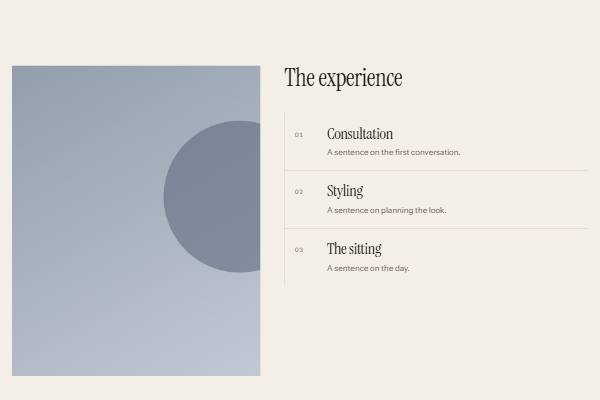 The experience
01
Consultation
A sentence on the first conversation.
02
Styling
A sentence on planning the look.
03
The sitting
A sentence on the day.